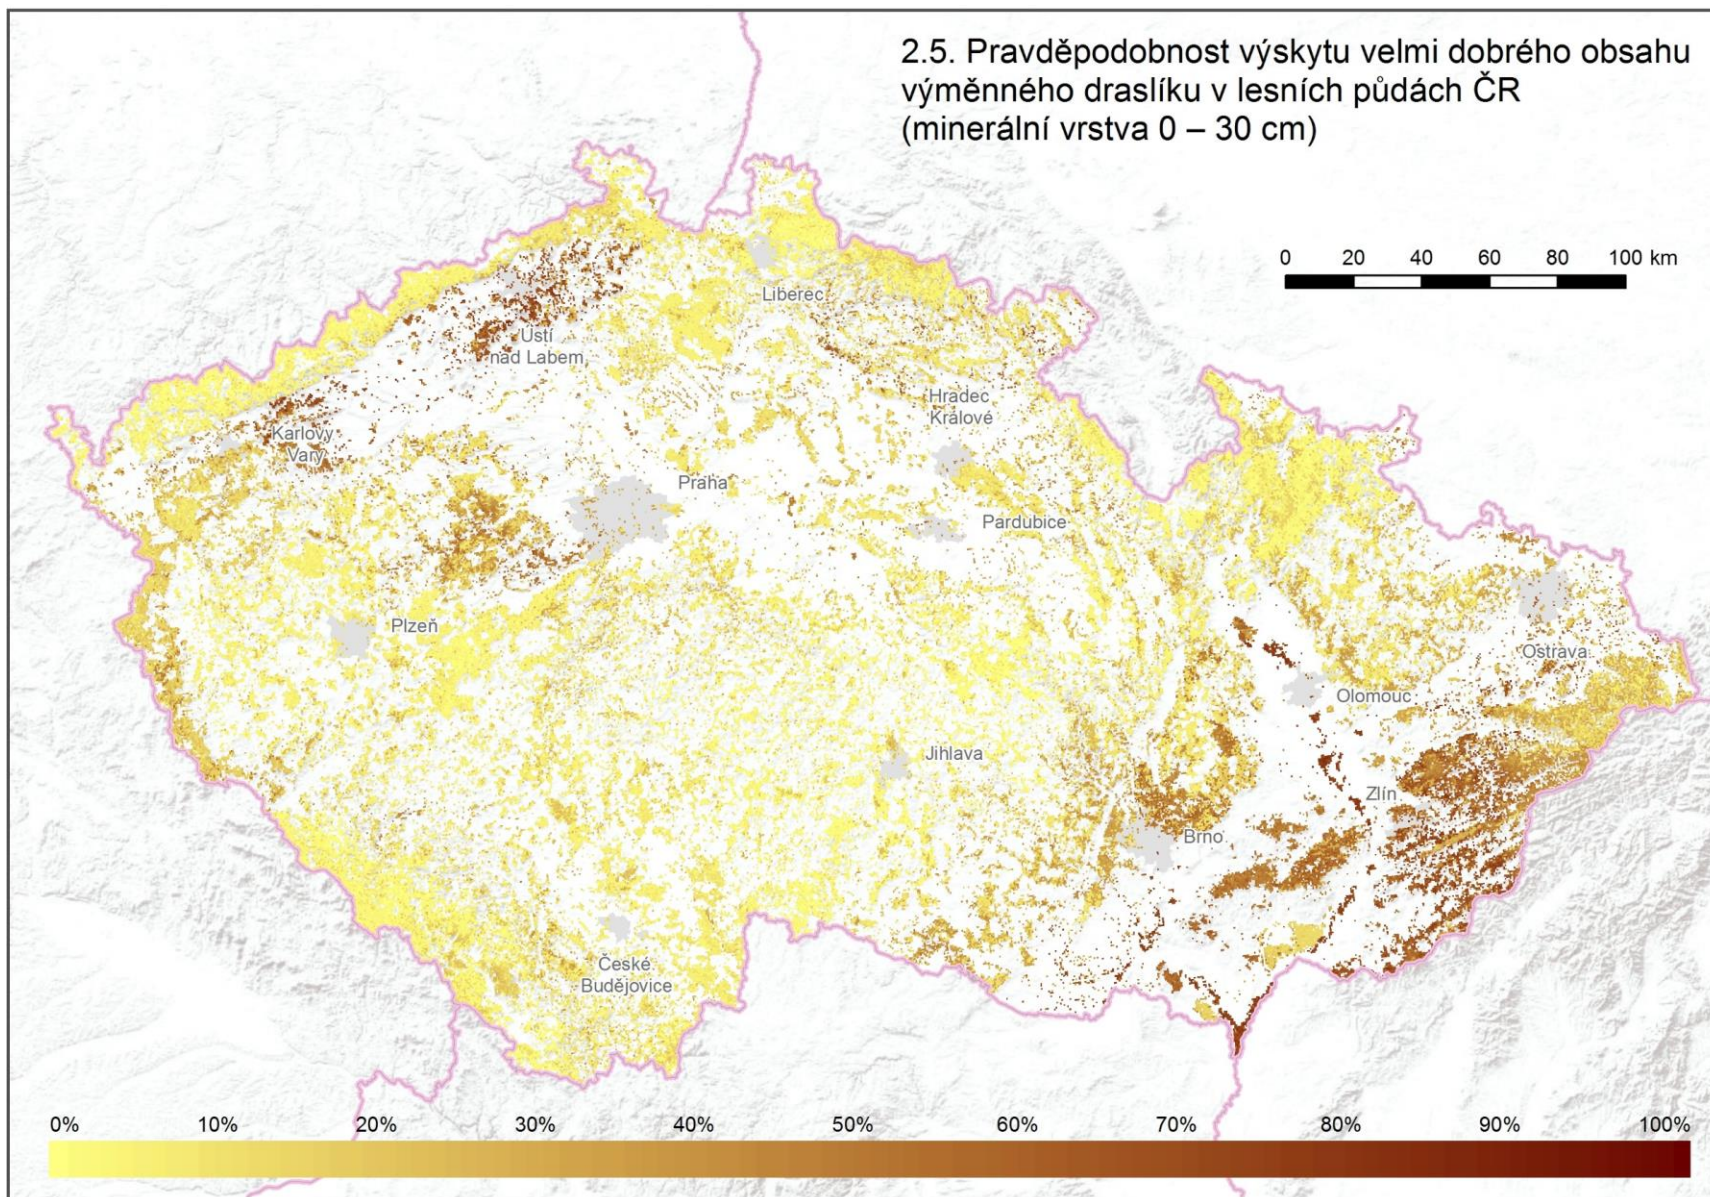 2.5. Pravděpodobnost výskytu velmi dobrého obsahu
výměnného draslíku v lesních půdách ČR
(minerální vrstva 0 – 30 cm)
0 20 40 60 80 100 km
Liberec
Ústí
nad Labem
Hradec
Králové
Karlovy
Vary
Praha
Pardubice
Plzeň
Ostrava
Olomouc
Jihlava
Zlín
Brno
České
Budějovice
0% 10% 20% 30% 40% 50% 60% 70% 80% 90% 100%